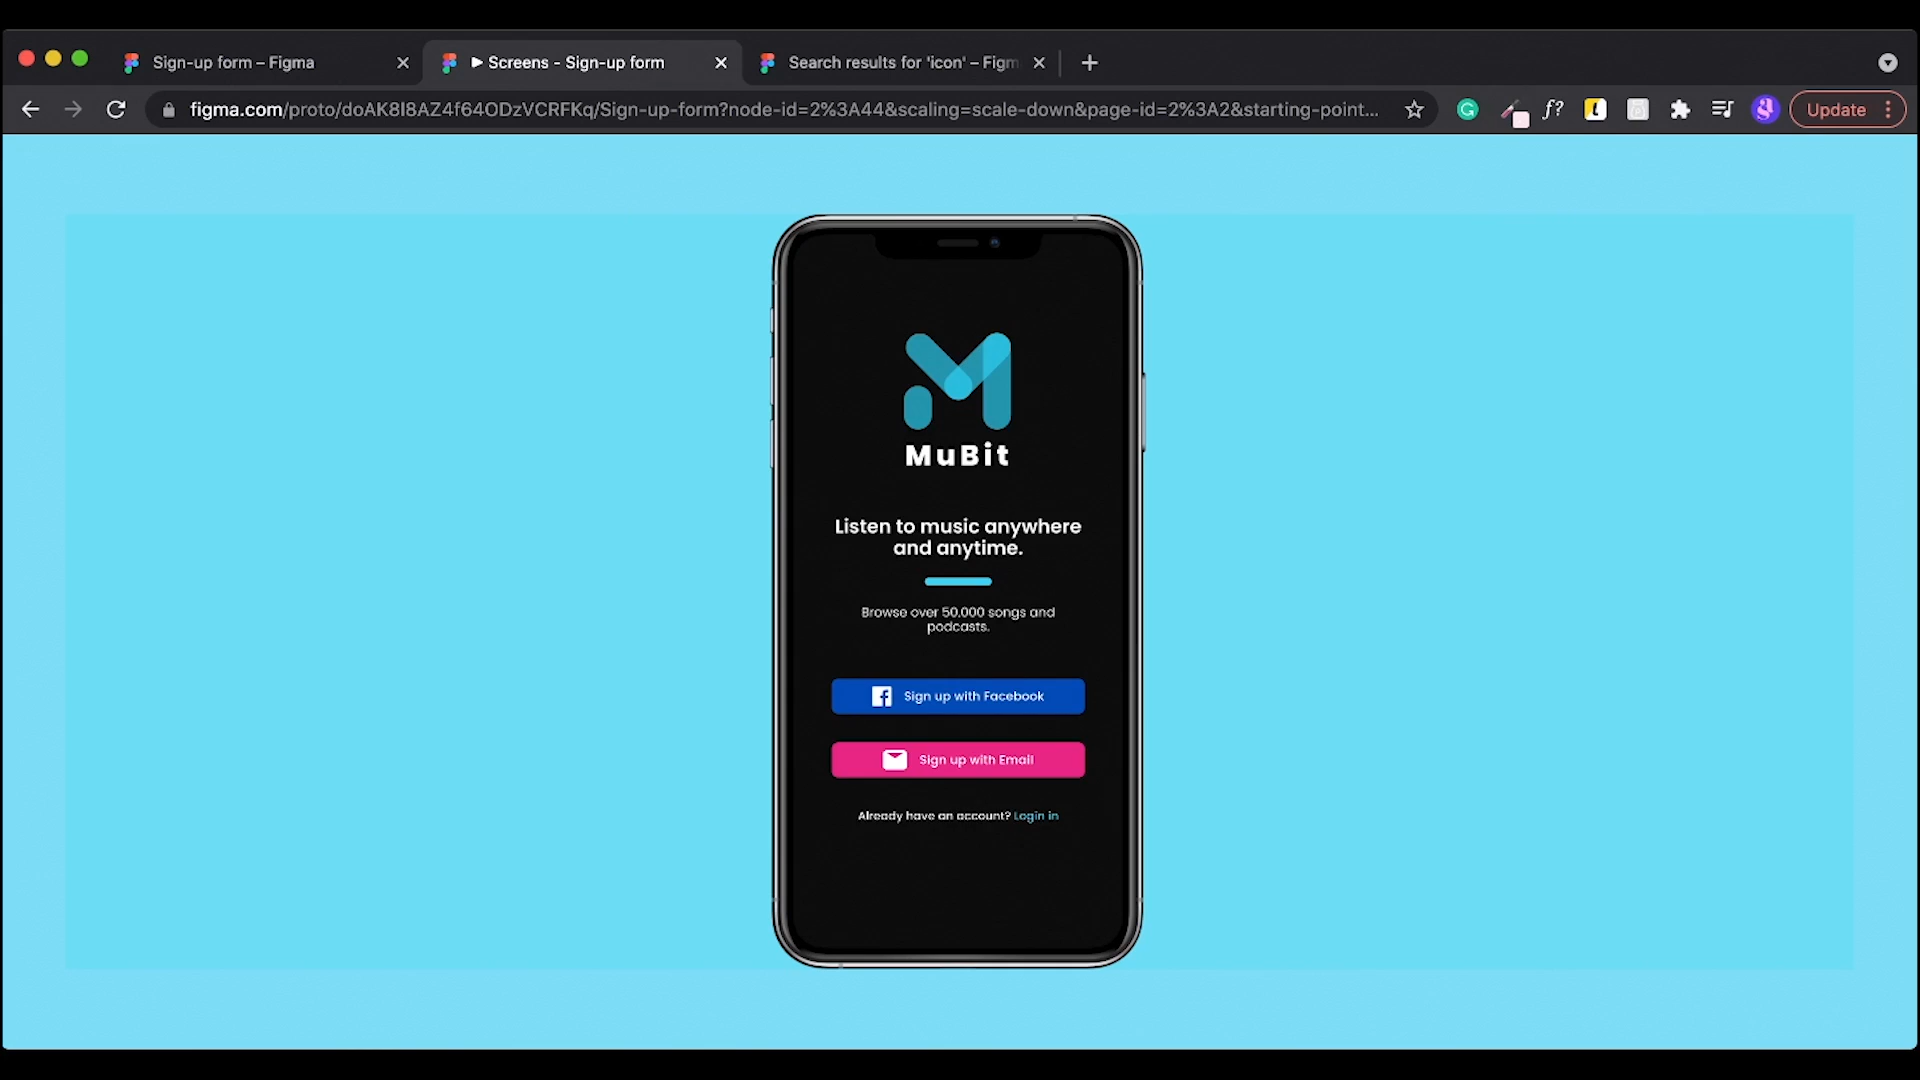 Sign-up form – Figma
Screens - Sign-up form
Search results for 'icon' – Figm
figma.com/proto/doAK8I8AZ4f64ODzVCRFKq/Sign-up-form?node-id=2%3A44&scaling=scale-down&page-id=2%3A2&starting-point...
f?
Update
MuBit
Listen to music anywhere
and anytime.
Browse over 50.000 songs and
podcasts.
Sign up with Facebook
Sign up with Email
Already have an account? Login in